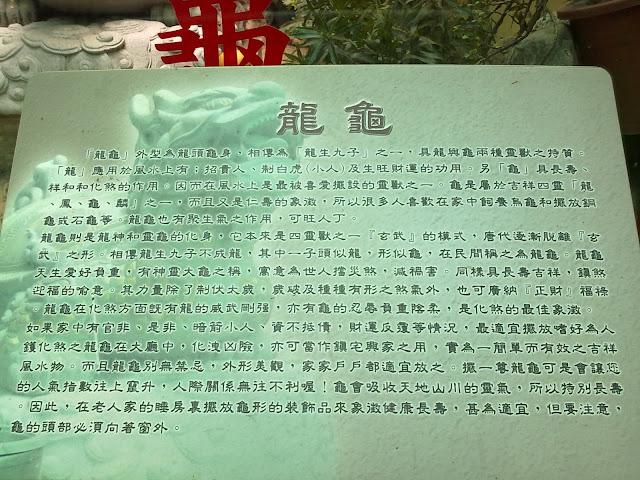 龜
龍 龜
「龍龜」外型為龍頭龜身，相傳為「龍生九子」之一，具龍與龜兩種靈獸之特質。
「龍」應用於風水上有：招貴人、制白虎(小人)及生旺財運的功用。另「龜」具長壽、
祥和和化煞的作用。因而在風水上是最被喜愛擺設的靈獸之一。龜是屬於吉祥四靈「龍
、鳳、龜、麟」之一，而且又是仁壽的象徵，所以很多人喜歡在家中飼養烏龜和擺放銅
龜或石龜等。龍龜也有聚生氣之作用，可旺人丁。
龍龜則是龍神和靈龜的化身，它本來是四靈獸之一『玄武』的模式，唐代逐漸脫離『玄
武』之形。相傳龍生九子不成龍，其中一子頭似龍，形似龜，在民間稱之為龍龜。龍龜
天生愛好負重，有神靈大龜之稱，寓意為世人擋災煞，減禍害。同樣具長壽吉祥，鎮煞
迎福的喻意。其力量除了制伏太歲，歲破及種種有形之煞氣外，也可廣納『正財』福祿
。龍龜在化煞方面既有龍的威武剛強，亦有龜的忍辱負重陰柔，是化煞的最佳象徵。
如果家中有官非、是非、暗箭小人、資不抵債，財運反覆等情況，最適宜擺放嗜好為人
鑊化煞之龍龜在大廳中，化洩凶險，亦可當作鎮宅興家之用，實為一簡單而有效之吉祥
風水物。而且龍龜別無禁忌，外形美觀，家家戶戶都適宜放之。擺一尊龍龜可是會讓您
的人氣指數往上竄升，人際關係無往不利喔！龜會吸收天地山川的靈氣，所以特別長壽
。因此，在老人家的睡房裏擺放龜形的裝飾品來象徵健康長壽，甚為適宜，但要注意，
龜的頭部必須向著窗外。